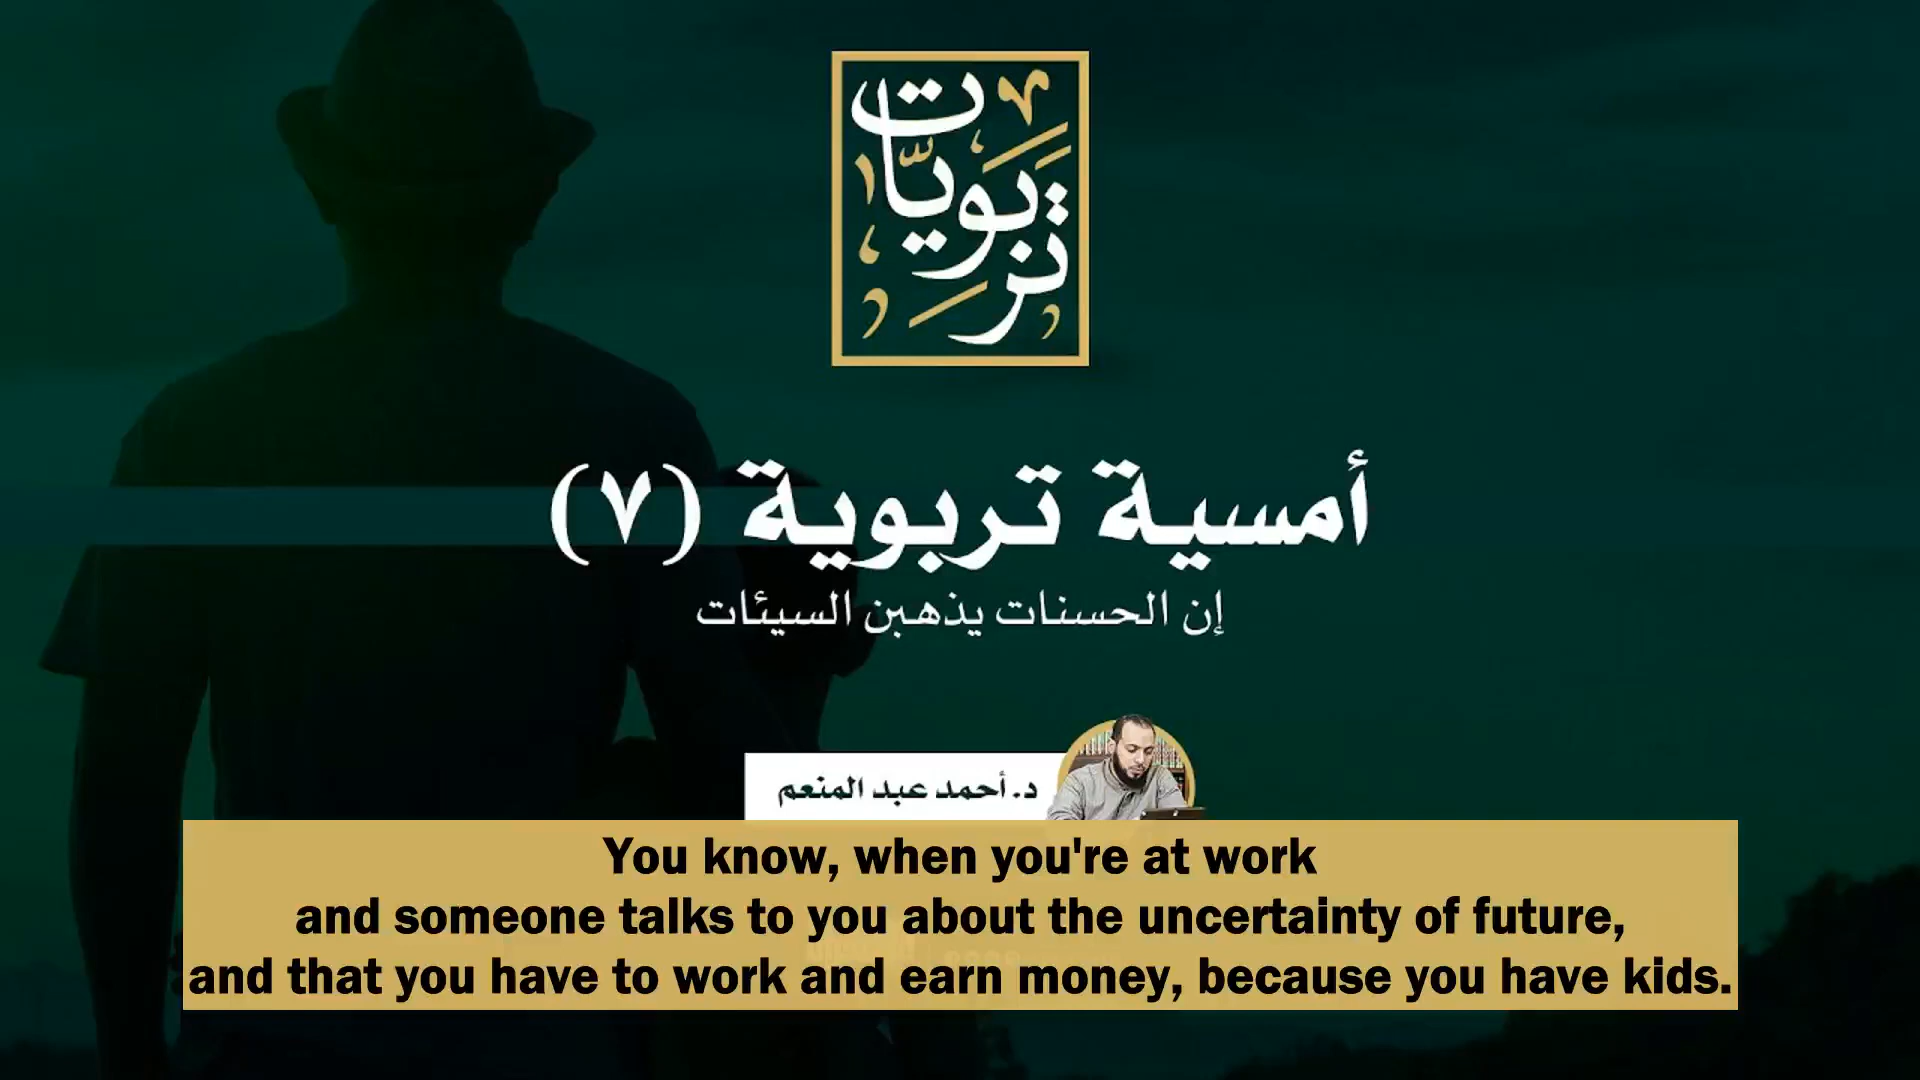 تربويات
أمسية تربوية (٧)
إن الحسنات يذهبن السيئات
د. أحمد عبد المنعم
You know, when you're at work
and someone talks to you about the uncertainty of future,
and that you have to work and earn money, because you have kids.